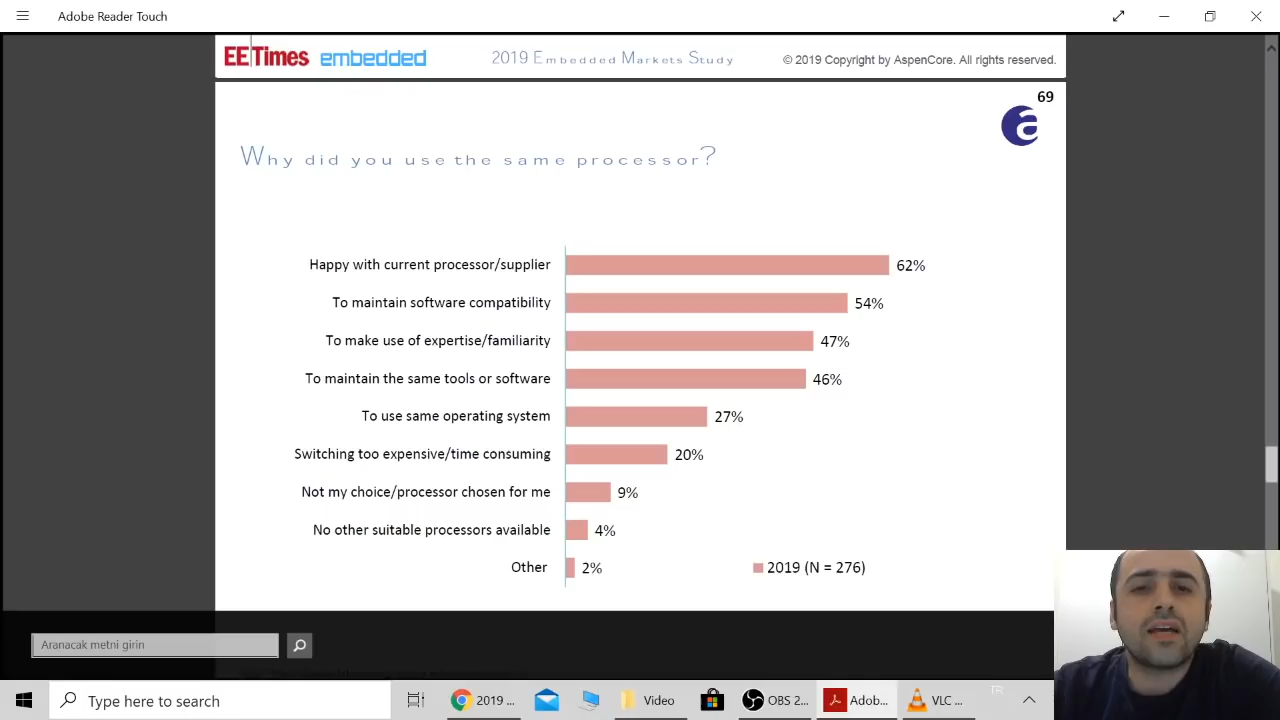 Adobe Reader Touch
EETimes embedded 2019 Embedded Markets Study © 2019 Copyright by AspenCore. All rights reserved.
69
a
Why did you use the same processor?
Happy with current processor/supplier 62%
To maintain software compatibility 54%
To make use of expertise/familiarity 47%
To maintain the same tools or software 46%
To use same operating system 27%
Switching too expensive/time consuming 20%
Not my choice/processor chosen for me 9%
No other suitable processors available 4%
Other 2%
2019 (N = 276)
Aranacak metni girin
Type here to search
2019 ...
Video
OBS 2...
Adob...
VLC ...